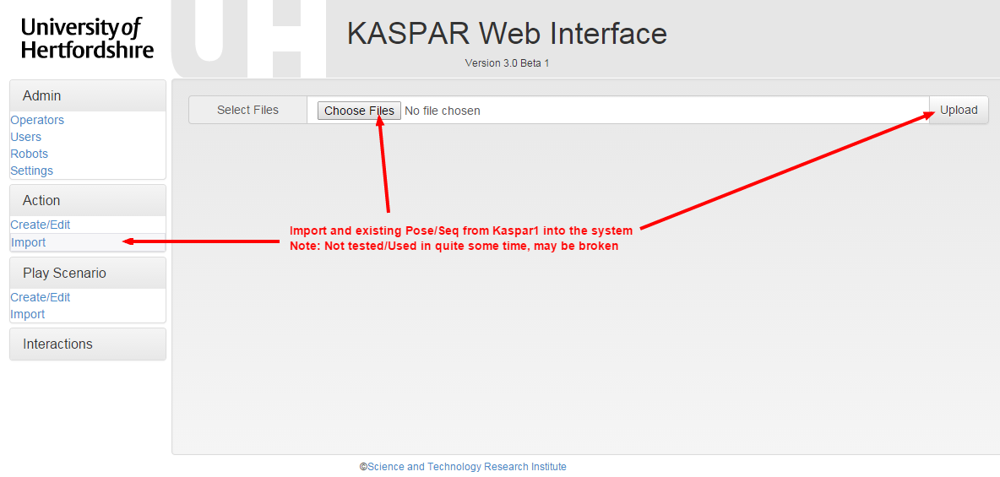 University of
Hertfordshire
UH
KASPAR Web Interface
Version 3.0 Beta 1
Admin
Operators
Users
Robots
Settings
Action
Create/Edit
Import
Play Scenario
Create/Edit
Import
Interactions
Select Files Choose Files No file chosen Upload
Import and existing Pose/Seq from Kaspar1 into the system
Note: Not tested/Used in quite some time, may be broken
©Science and Technology Research Institute